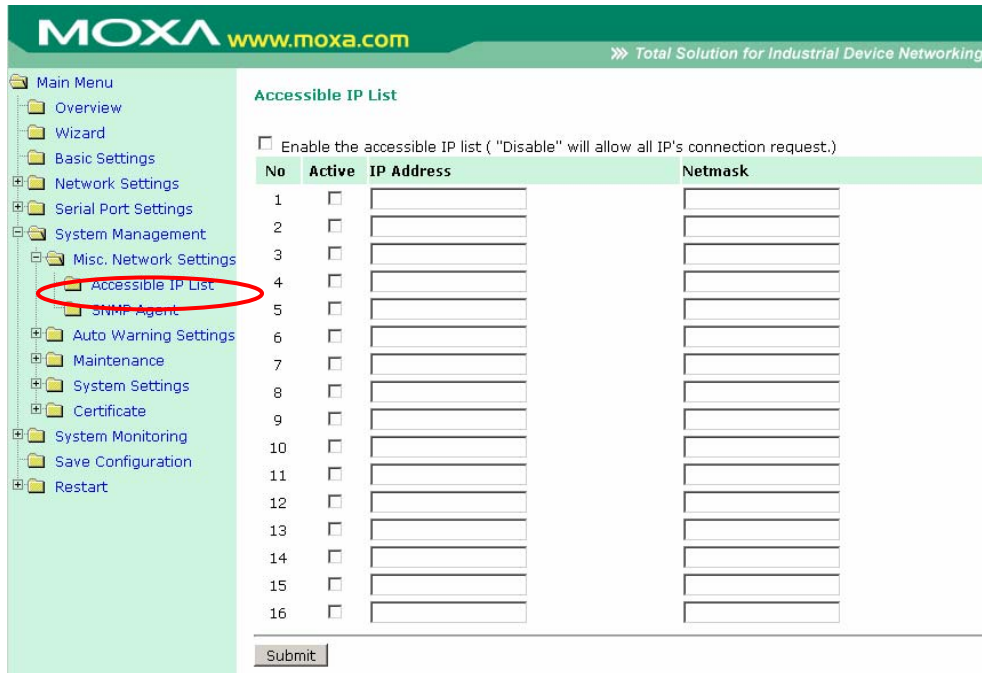 MOXA www.moxa.com
Total Solution for Industrial Device Networking
Main Menu
Overview
Wizard
Basic Settings
Network Settings
Serial Port Settings
System Management
Misc. Network Settings
Accessible IP List
SNMP Agent
Auto Warning Settings
Maintenance
System Settings
Certificate
System Monitoring
Save Configuration
Restart
Accessible IP List
Enable the accessible IP list ( "Disable" will allow all IP's connection request.)
No Active IP Address Netmask
1
2
3
4
5
6
7
8
9
10
11
12
13
14
15
16
Submit